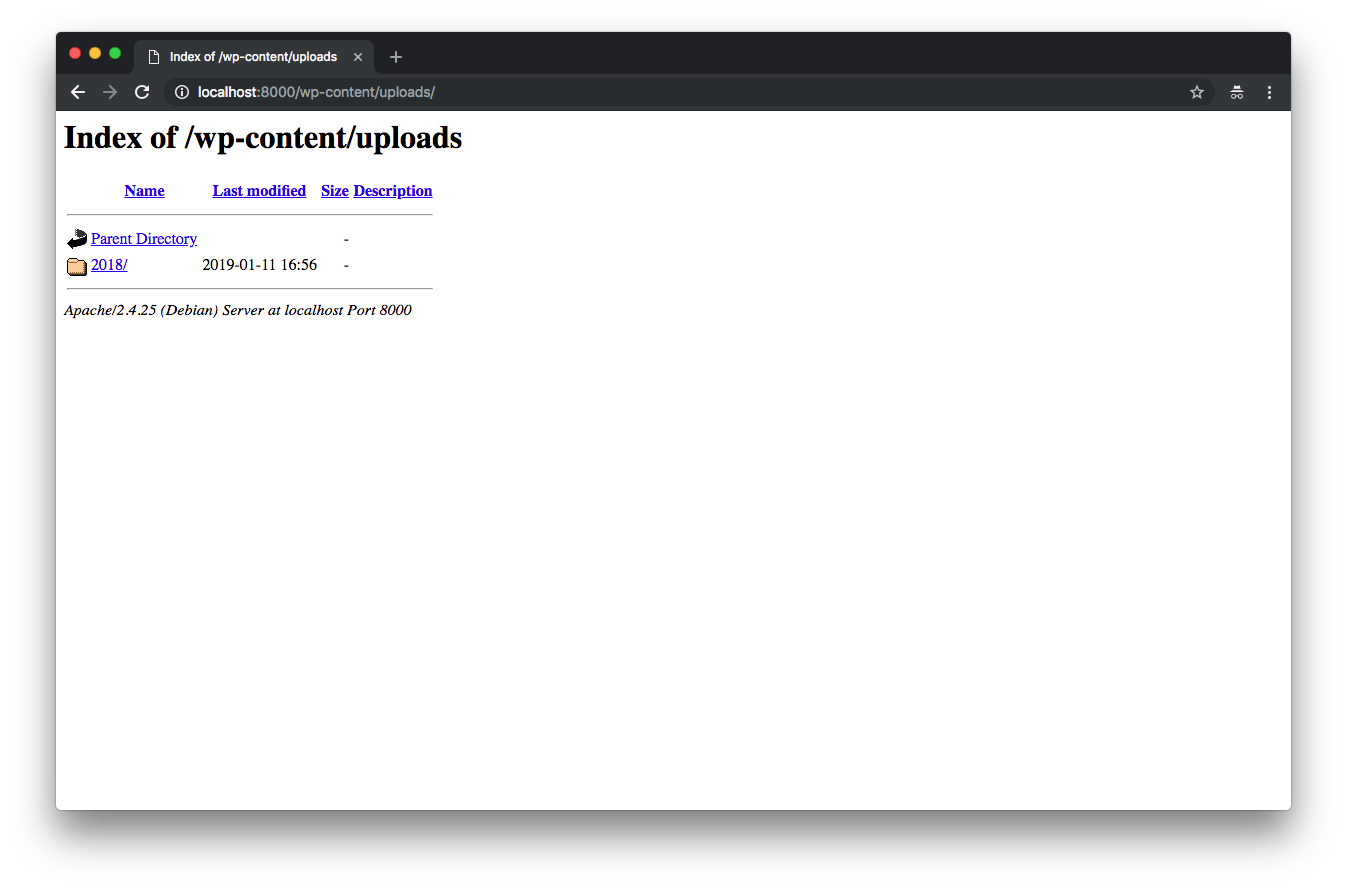 Index of /wp-content/uploads
localhost:8000/wp-content/uploads/
Index of /wp-content/uploads
Name Last modified Size Description
Parent Directory -
2018/ 2019-01-11 16:56 -
Apache/2.4.25 (Debian) Server at localhost Port 8000